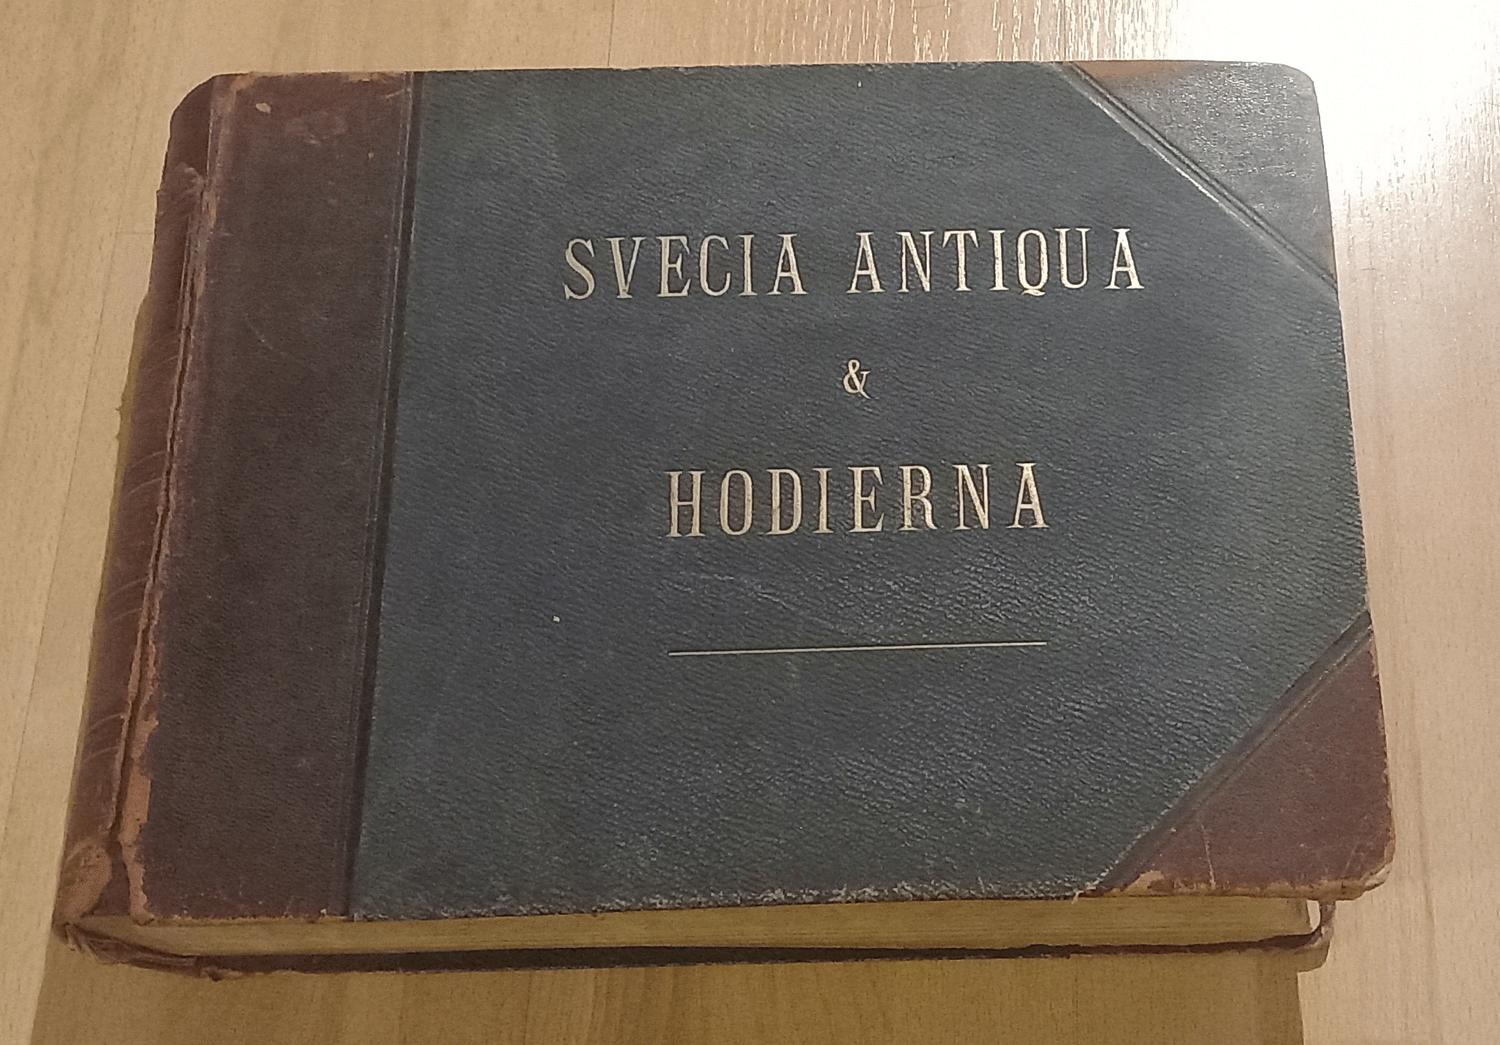 SVECIA ANTIQUA
&
HODIERNA